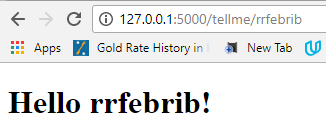 127.0.0.1:5000/tellme/rrfebrib
Apps Gold Rate History in New Tab
Hello rrfebrib!